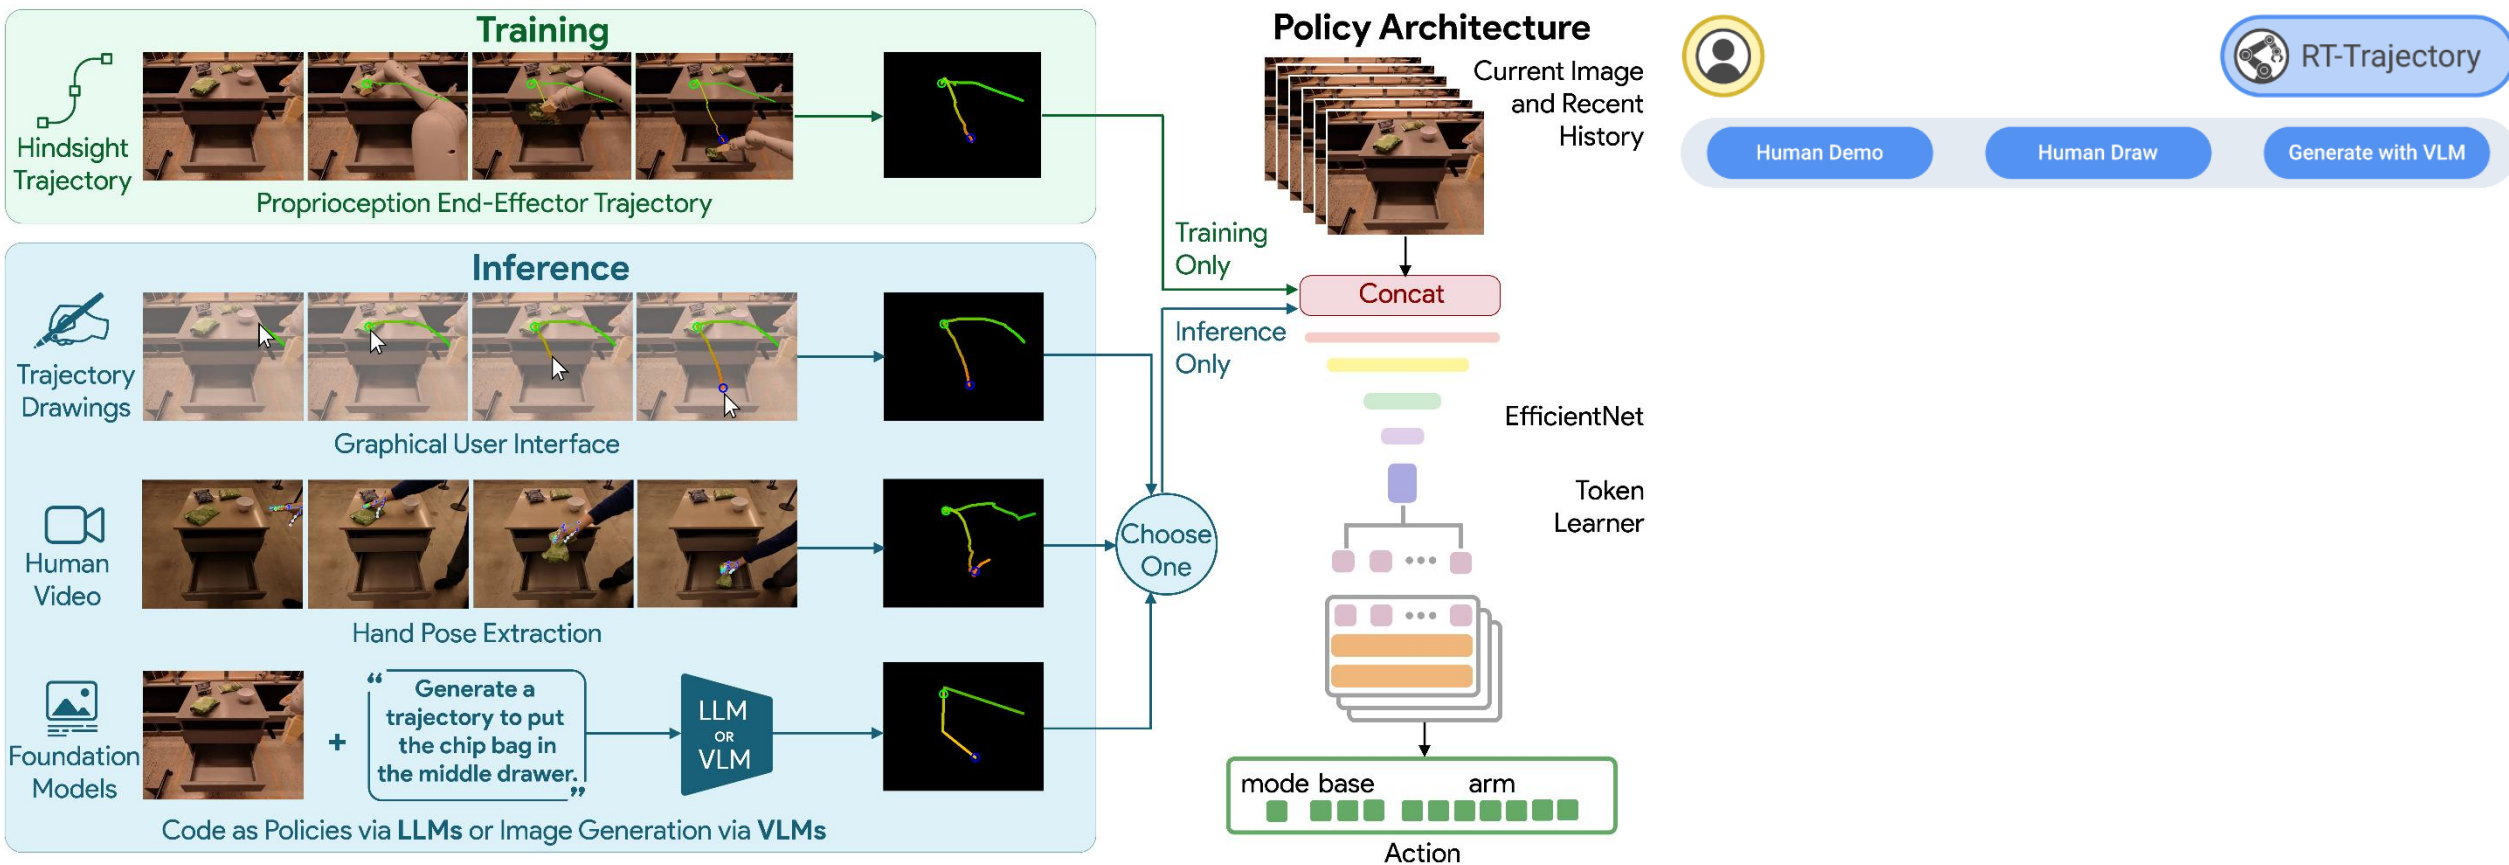 Training
Hindsight
Trajectory
Proprioception End-Effector Trajectory
Inference
Trajectory
Drawings
Graphical User Interface
Human
Video
Hand Pose Extraction
Foundation
Models
+
“ Generate a
trajectory to put
the chip bag in
the middle drawer. ”
LLM
OR
VLM
Code as Policies via LLMs or Image Generation via VLMs
Choose
One
Training
Only
Inference
Only
Policy Architecture
Current Image
and Recent
History
Concat
EfficientNet
Token
Learner
mode base arm
Action
RT-Trajectory
Human Demo
Human Draw
Generate with VLM